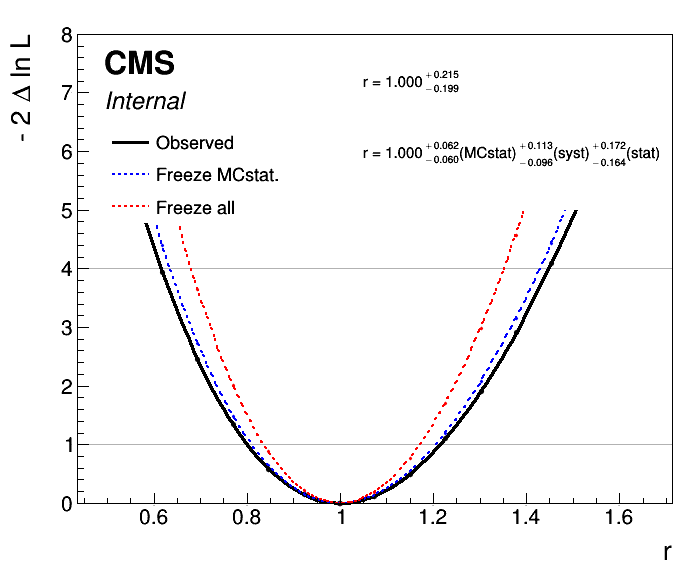 - 2 Δ ln L
8
7
6
5
4
3
2
1
0
CMS
Internal
Observed
Freeze MCstat.
Freeze all
r = 1.000 +0.215 −0.199
r = 1.000 +0.062 −0.060 (MCstat) +0.113 −0.096 (syst) +0.172 −0.164 (stat)
0.6 0.8 1 1.2 1.4 1.6
r